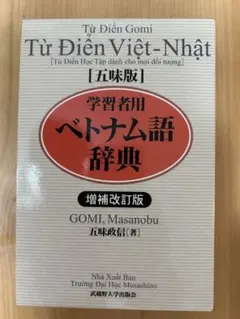 Từ Điển Gomi
Từ Điển Việt-Nhật
[Từ Điển Học Tập dành cho mọi đối tượng]
[五味版]
学習者用
ベトナム語
辞典
増補改訂版
GOMI, Masanobu
五味政信[著]
Nhà Xuất Bản
Trường Đại Học Musashino
武蔵野大学出版会